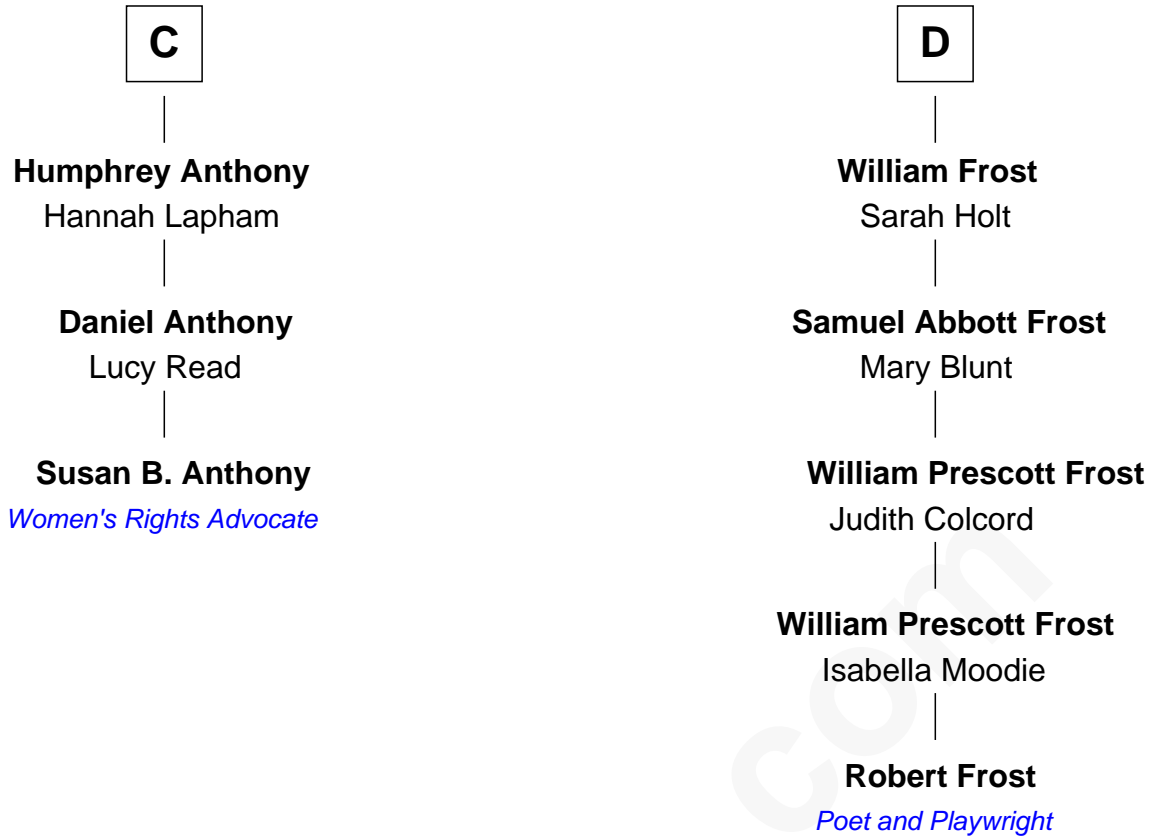 C
Humphrey Anthony
Hannah Lapham
Daniel Anthony
Lucy Read
Susan B. Anthony
Women's Rights Advocate
D
William Frost
Sarah Holt
Samuel Abbott Frost
Mary Blunt
William Prescott Frost
Judith Colcord
William Prescott Frost
Isabella Moodie
Robert Frost
Poet and Playwright
com